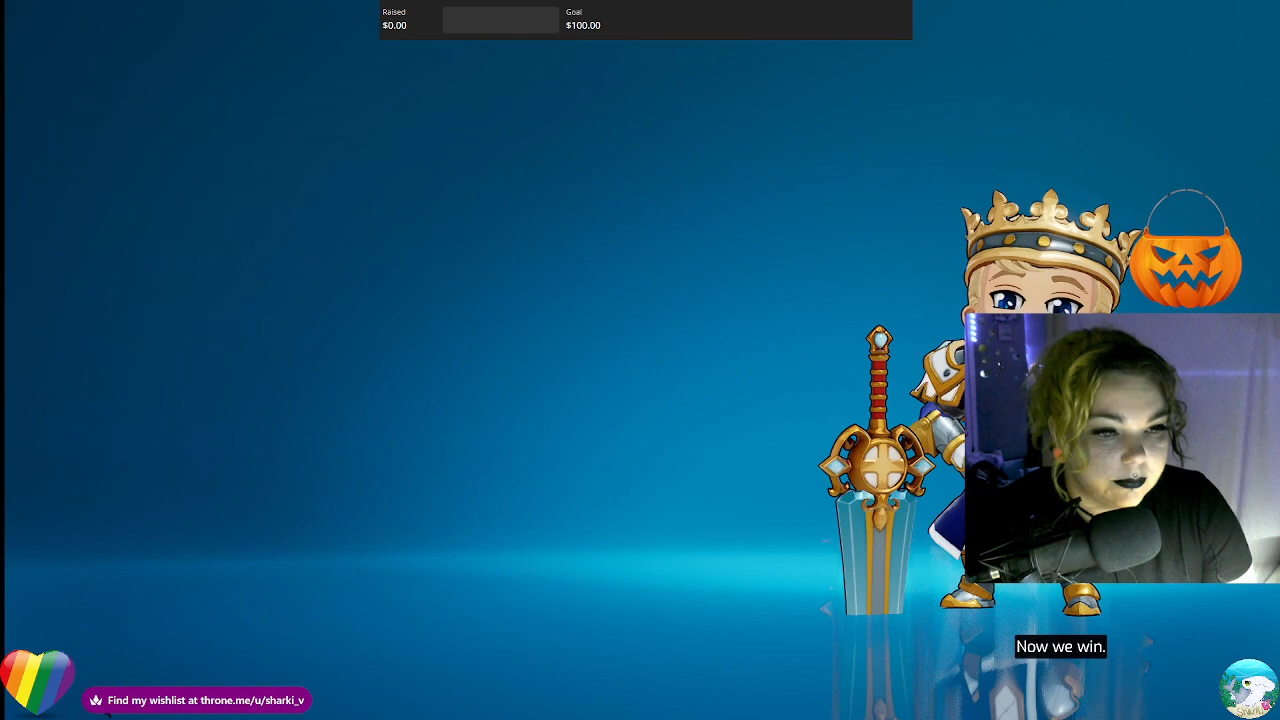 Raised
$0.00
Goal
$100.00
Now we win.
Find my wishlist at throne.me/u/sharki_v